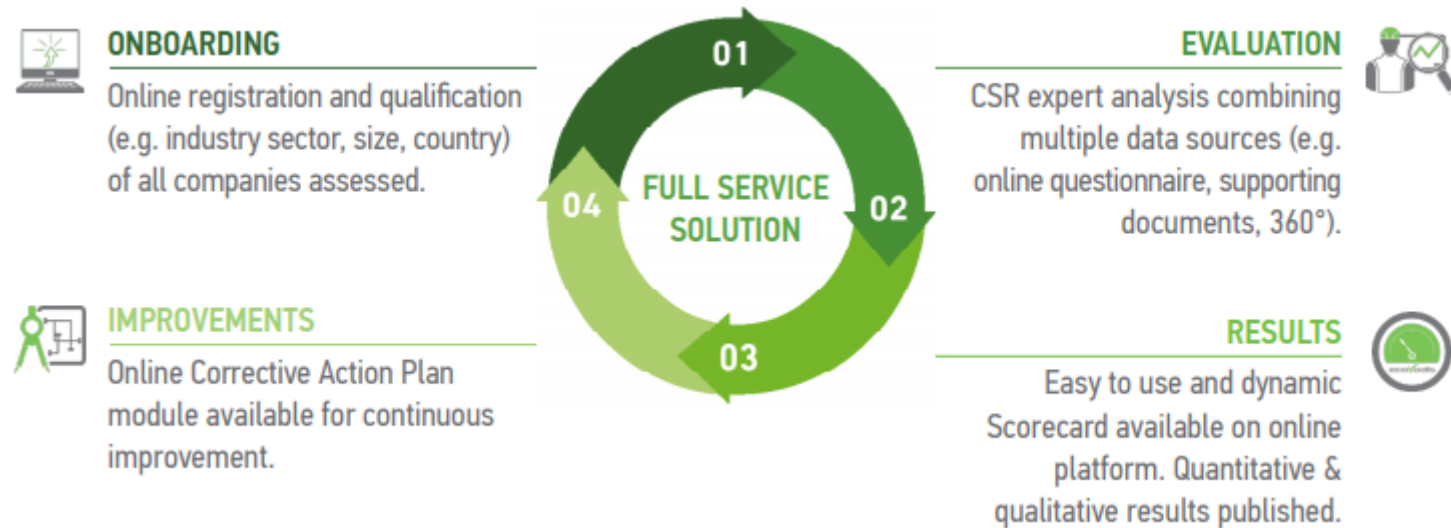 ONBOARDING
Online registration and qualification
(e.g. industry sector, size, country)
of all companies assessed.
01
EVALUATION
CSR expert analysis combining
multiple data sources (e.g.
online questionnaire, supporting
documents, 360°).
04
FULL SERVICE
SOLUTION
02
IMPROVEMENTS
Online Corrective Action Plan
module available for continuous
improvement.
03
RESULTS
Easy to use and dynamic
Scorecard available on online
platform. Quantitative &
qualitative results published.